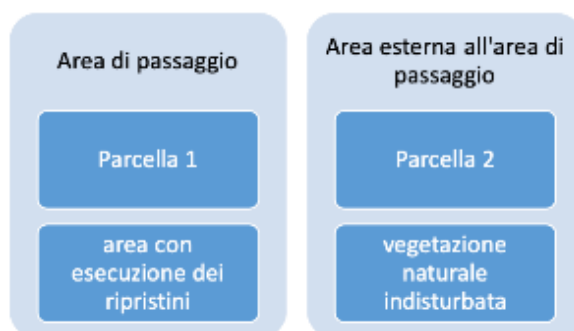 Area di passaggio
Parcella 1
area con
esecuzione dei
ripristini
Area esterna all'area di
passaggio
Parcella 2
vegetazione
naturale
indisturbata